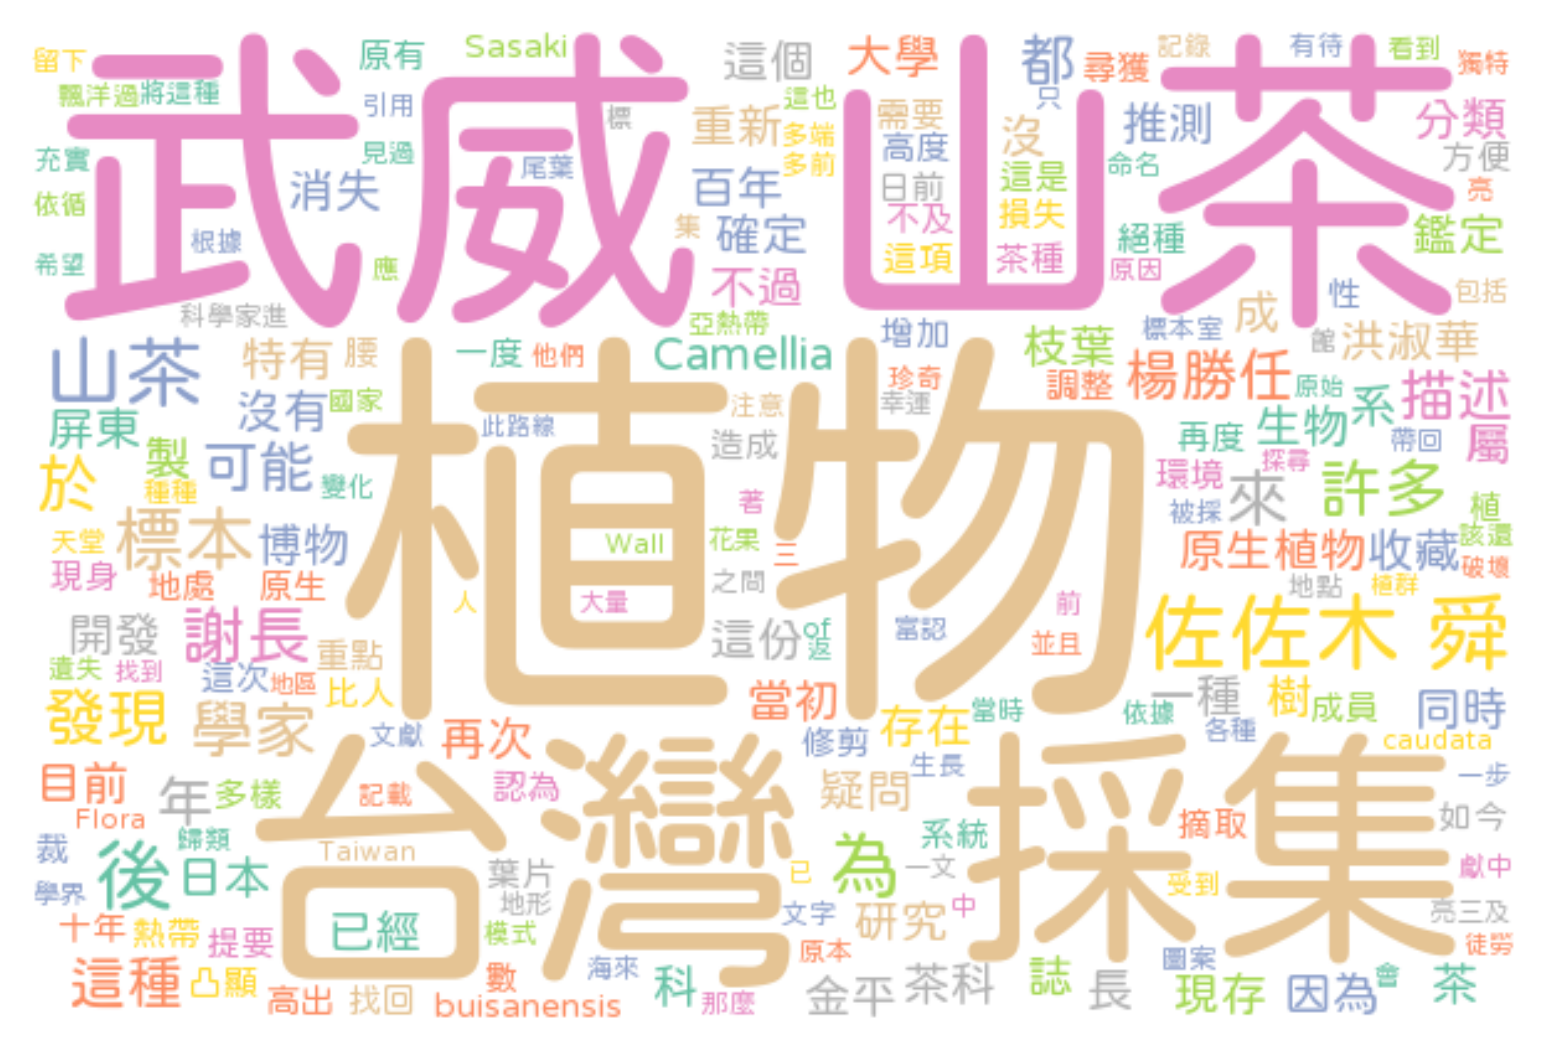 武威山茶
植物
台灣
採集
留下
原有
Sasaki
這個
大學
都
尋獲
記錄
有待
看到
獨特
飄洋過
將這種
引用
標
重新
這也
多端
多前
需要
高度
只
沒
推測
分類
方便
充實
見過
尾葉
消失
百年
日前
這是
命名
亮
依循
根據
集
確定
不及
損失
絕種
鑑定
希望
應
不過
這項
茶種
原因
性
包括
科學家進
亞熱帶
增加
標本室
成
館
洪淑華
山茶
特有
腰
一度
他們
Camellia
珍奇
枝葉
調整
楊勝任
原始
描述
屏東
沒有
國家
此路線
注意
幸運
再度
生物
系
帶回
屬
於
製
種種
可能
變化
造成
環境
探尋
來
許多
植
天堂
標本
博物
著
Wall
花果
三
被採
原生植物
收藏
該還
破壞
現身
地處
原生
人
大量
之間
前
地點
植群
開發
謝長
重點
這份
of
返
富認
並且
佐佐木 舜
遺失
找到
這次
地區
比人
當初
存在
當時
依據
一種
各種
樹
成員
同時
發現
學家
文獻
再次
修剪
生長
caudata
一步
目前
年
多樣
記載
認為
疑問
Flora
歸類
Taiwan
系統
摘取
如今
裁
後
日本
葉片
已
為
一文
受到
獻中
學界
已經
地形
文字
研究
中
亮三及
十年
熱帶
提要
模式
原本
徒勞
這種
凸顯
高出
找回
數
buisanensis
海來
科
那麼
金平
茶科
誌
長
圖案
現存
因為
會
茶